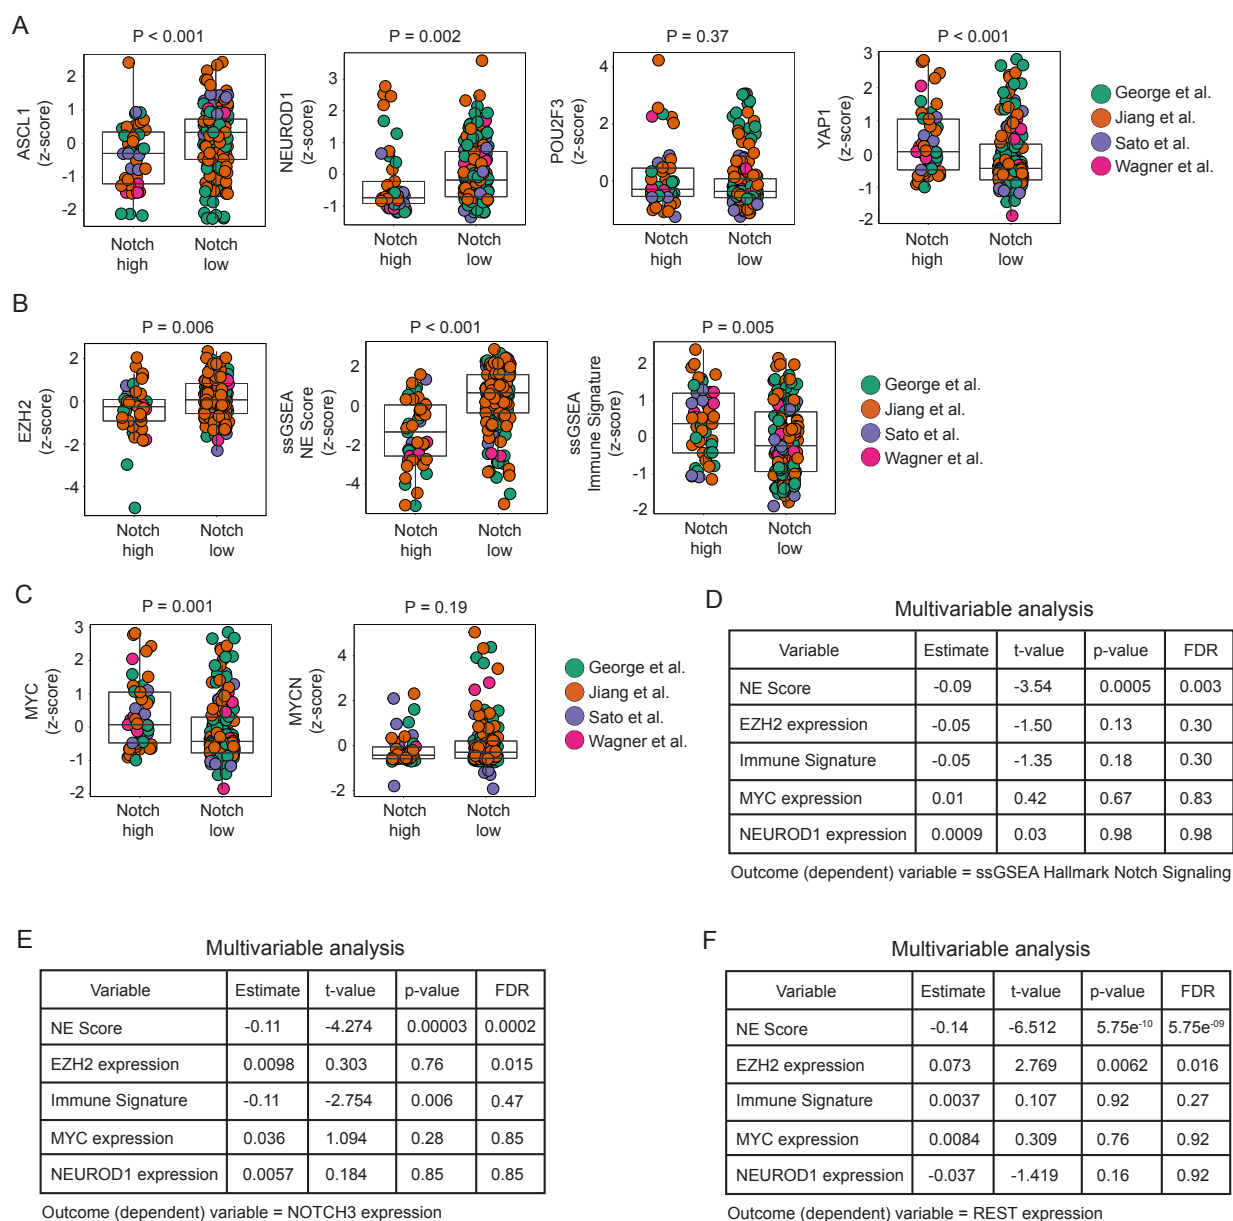 A
P < 0.001
ASCL1
(z-score)
2
1
0
-1
-2
Notch
high
Notch
low
P = 0.002
NEUROD1
(z-score)
3
2
1
0
-1
Notch
high
Notch
low
P = 0.37
POU2F3
(z-score)
4
2
0
Notch
high
Notch
low
P < 0.001
YAP1
(z-score)
3
2
1
0
-1
-2
Notch
high
Notch
low
George et al.
Jiang et al.
Sato et al.
Wagner et al.
B
P = 0.006
EZH2
(z-score)
2
0
-2
-4
Notch
high
Notch
low
P < 0.001
ssGSEA
NE Score
(z-score)
2
0
-2
-4
Notch
high
Notch
low
P = 0.005
ssGSEA
Immune Signature
(z-score)
2
1
0
-1
-2
Notch
high
Notch
low
George et al.
Jiang et al.
Sato et al.
Wagner et al.
C
P = 0.001
MYC
(z-score)
3
2
1
0
-1
-2
Notch
high
Notch
low
P = 0.19
MYCN
(z-score)
4
2
0
-2
Notch
high
Notch
low
George et al.
Jiang et al.
Sato et al.
Wagner et al.
D
Multivariable analysis
Variable Estimate t-value p-value FDR
NE Score -0.09 -3.54 0.0005 0.003
EZH2 expression -0.05 -1.50 0.13 0.30
Immune Signature -0.05 -1.35 0.18 0.30
MYC expression 0.01 0.42 0.67 0.83
NEUROD1 expression 0.0009 0.03 0.98 0.98
Outcome (dependent) variable = ssGSEA Hallmark Notch Signaling
E
Multivariable analysis
Variable Estimate t-value p-value FDR
NE Score -0.11 -4.274 0.00003 0.0002
EZH2 expression 0.0098 0.303 0.76 0.015
Immune Signature -0.11 -2.754 0.006 0.47
MYC expression 0.036 1.094 0.28 0.85
NEUROD1 expression 0.0057 0.184 0.85 0.85
Outcome (dependent) variable = NOTCH3 expression
F
Multivariable analysis
Variable Estimate t-value p-value FDR
NE Score -0.14 -6.512 5.75e-10 5.75e-09
EZH2 expression 0.073 2.769 0.0062 0.016
Immune Signature 0.0037 0.107 0.92 0.27
MYC expression 0.0084 0.309 0.76 0.92
NEUROD1 expression -0.037 -1.419 0.16 0.92
Outcome (dependent) variable = REST expression